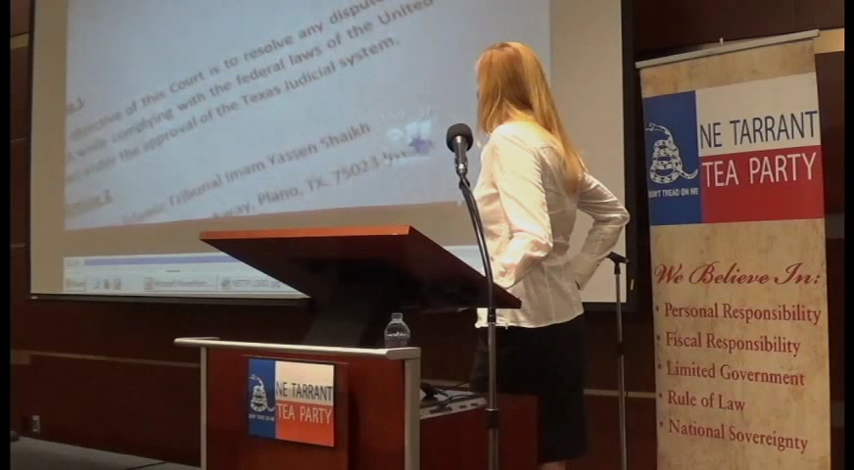 objective of this Court is to resolve any
while complying with the federal laws of the United
under the approval of the Texas Judicial system.
Islamic Tribunal Imam Yassen Shaikh
Plano, TX. 75023
NE TARRANT
TEA PARTY
DON'T TREAD ON ME
We Believe In:
• Personal Responsibility
• Fiscal Responsibility
• Limited Government
• Rule of Law
• National Sovereignty
NE TARRANT
TEA PARTY